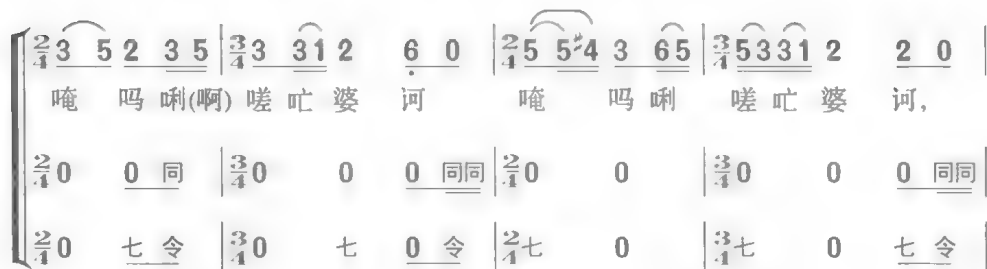 2/4 3 5 2 3 5 | 3/4 3 3 1 2 6 0 | 2/4 5 5 #4 3 6 5 | 3/4 5 3 3 1 2 2 0 |
唵 吗 唎(啊) 嗟 㕵 婆 诃 唵 吗 唎 嗟 㕵 婆 诃,
2/4 0 0 同 | 3/4 0 0 0 同同 | 2/4 0 0 | 3/4 0 0 0 同同 |
2/4 0 七 令 | 3/4 0 七 0 令 | 2/4 七 0 | 3/4 七 0 七 令 |